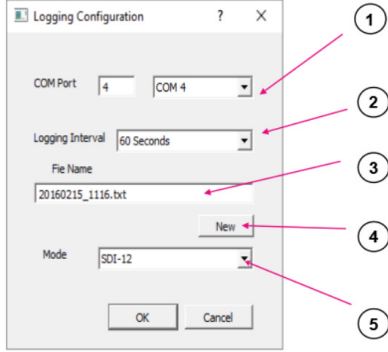 Logging Configuration ? X
1
COM Port 4 COM 4
2
Logging Interval 60 Seconds
3
Fie Name
20160215_1116.txt
New
4
Mode SDI-12
5
OK Cancel